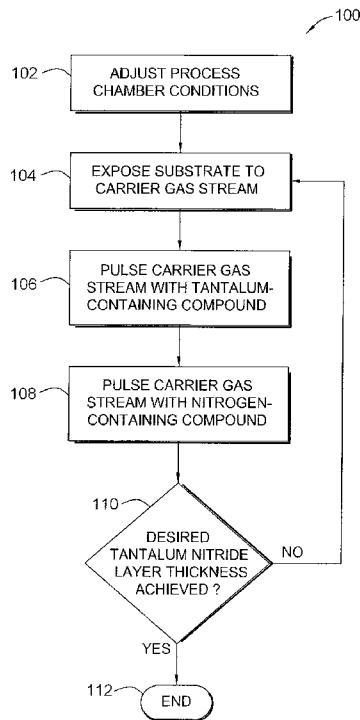 100
102
ADJUST PROCESS
CHAMBER CONDITIONS
104
EXPOSE SUBSTRATE TO
CARRIER GAS STREAM
106
PULSE CARRIER GAS
STREAM WITH TANTALUM-
CONTAINING COMPOUND
108
PULSE CARRIER GAS
STREAM WITH NITROGEN-
CONTAINING COMPOUND
110
DESIRED
TANTALUM NITRIDE
LAYER THICKNESS
ACHIEVED ?
NO
YES
112
END